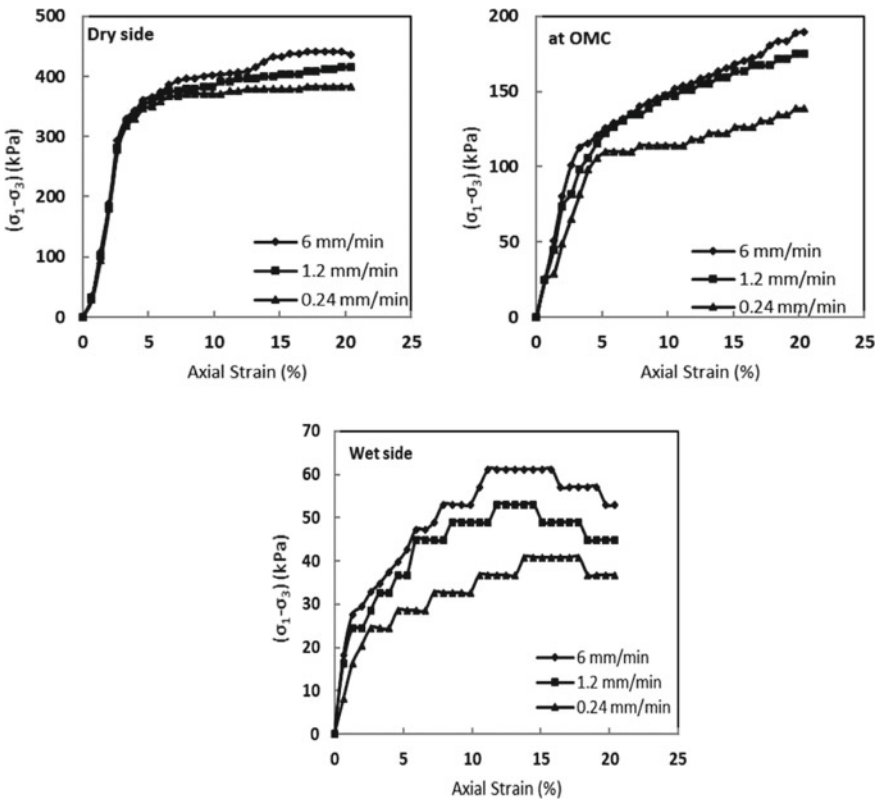 Dry side
500
400
300
200
100
0
(σ₁-σ₃) (kPa)
6 mm/min
1.2 mm/min
0.24 mm/min
0 5 10 15 20 25
Axial Strain (%)
at OMC
200
150
100
50
0
(σ₁-σ₃) (kPa)
6 mm/min
1.2 mm/min
0.24 mm/min
0 5 10 15 20 25
Axial Strain (%)
Wet side
70
60
50
40
30
20
10
0
(σ₁-σ₃) (kPa)
6 mm/min
1.2 mm/min
0.24 mm/min
0 5 10 15 20 25
Axial Strain (%)